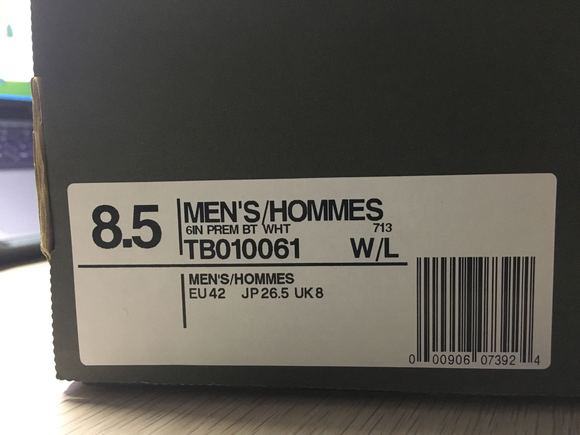 8.5
MEN'S/HOMMES
6IN PREM BT WHT 713
TB010061 W/L
MEN'S/HOMMES
EU 42 JP 26.5 UK 8
0 00906 07392 4